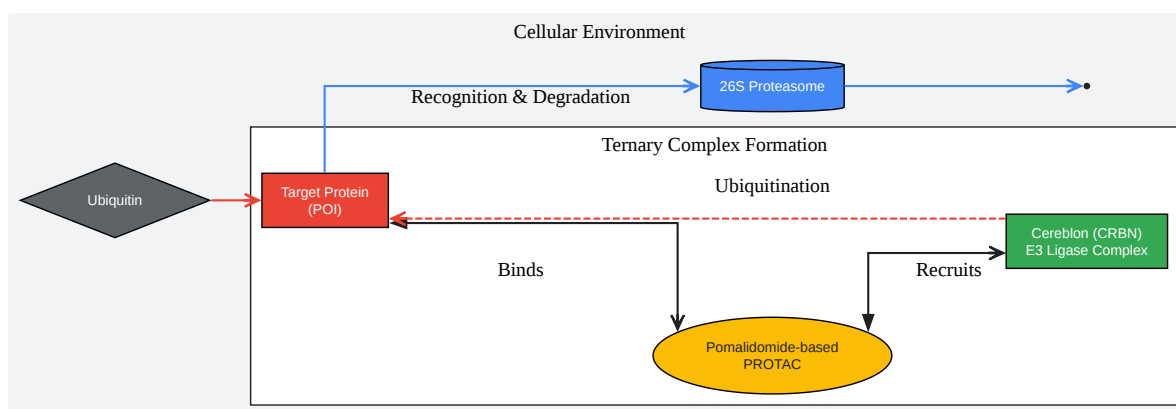 Cellular Environment
26S Proteasome
Recognition & Degradation
Ternary Complex Formation
Ubiquitination
Ubiquitin
Target Protein
(POI)
Cereblon (CRBN)
E3 Ligase Complex
Binds
Recruits
Pomalidomide-based
PROTAC